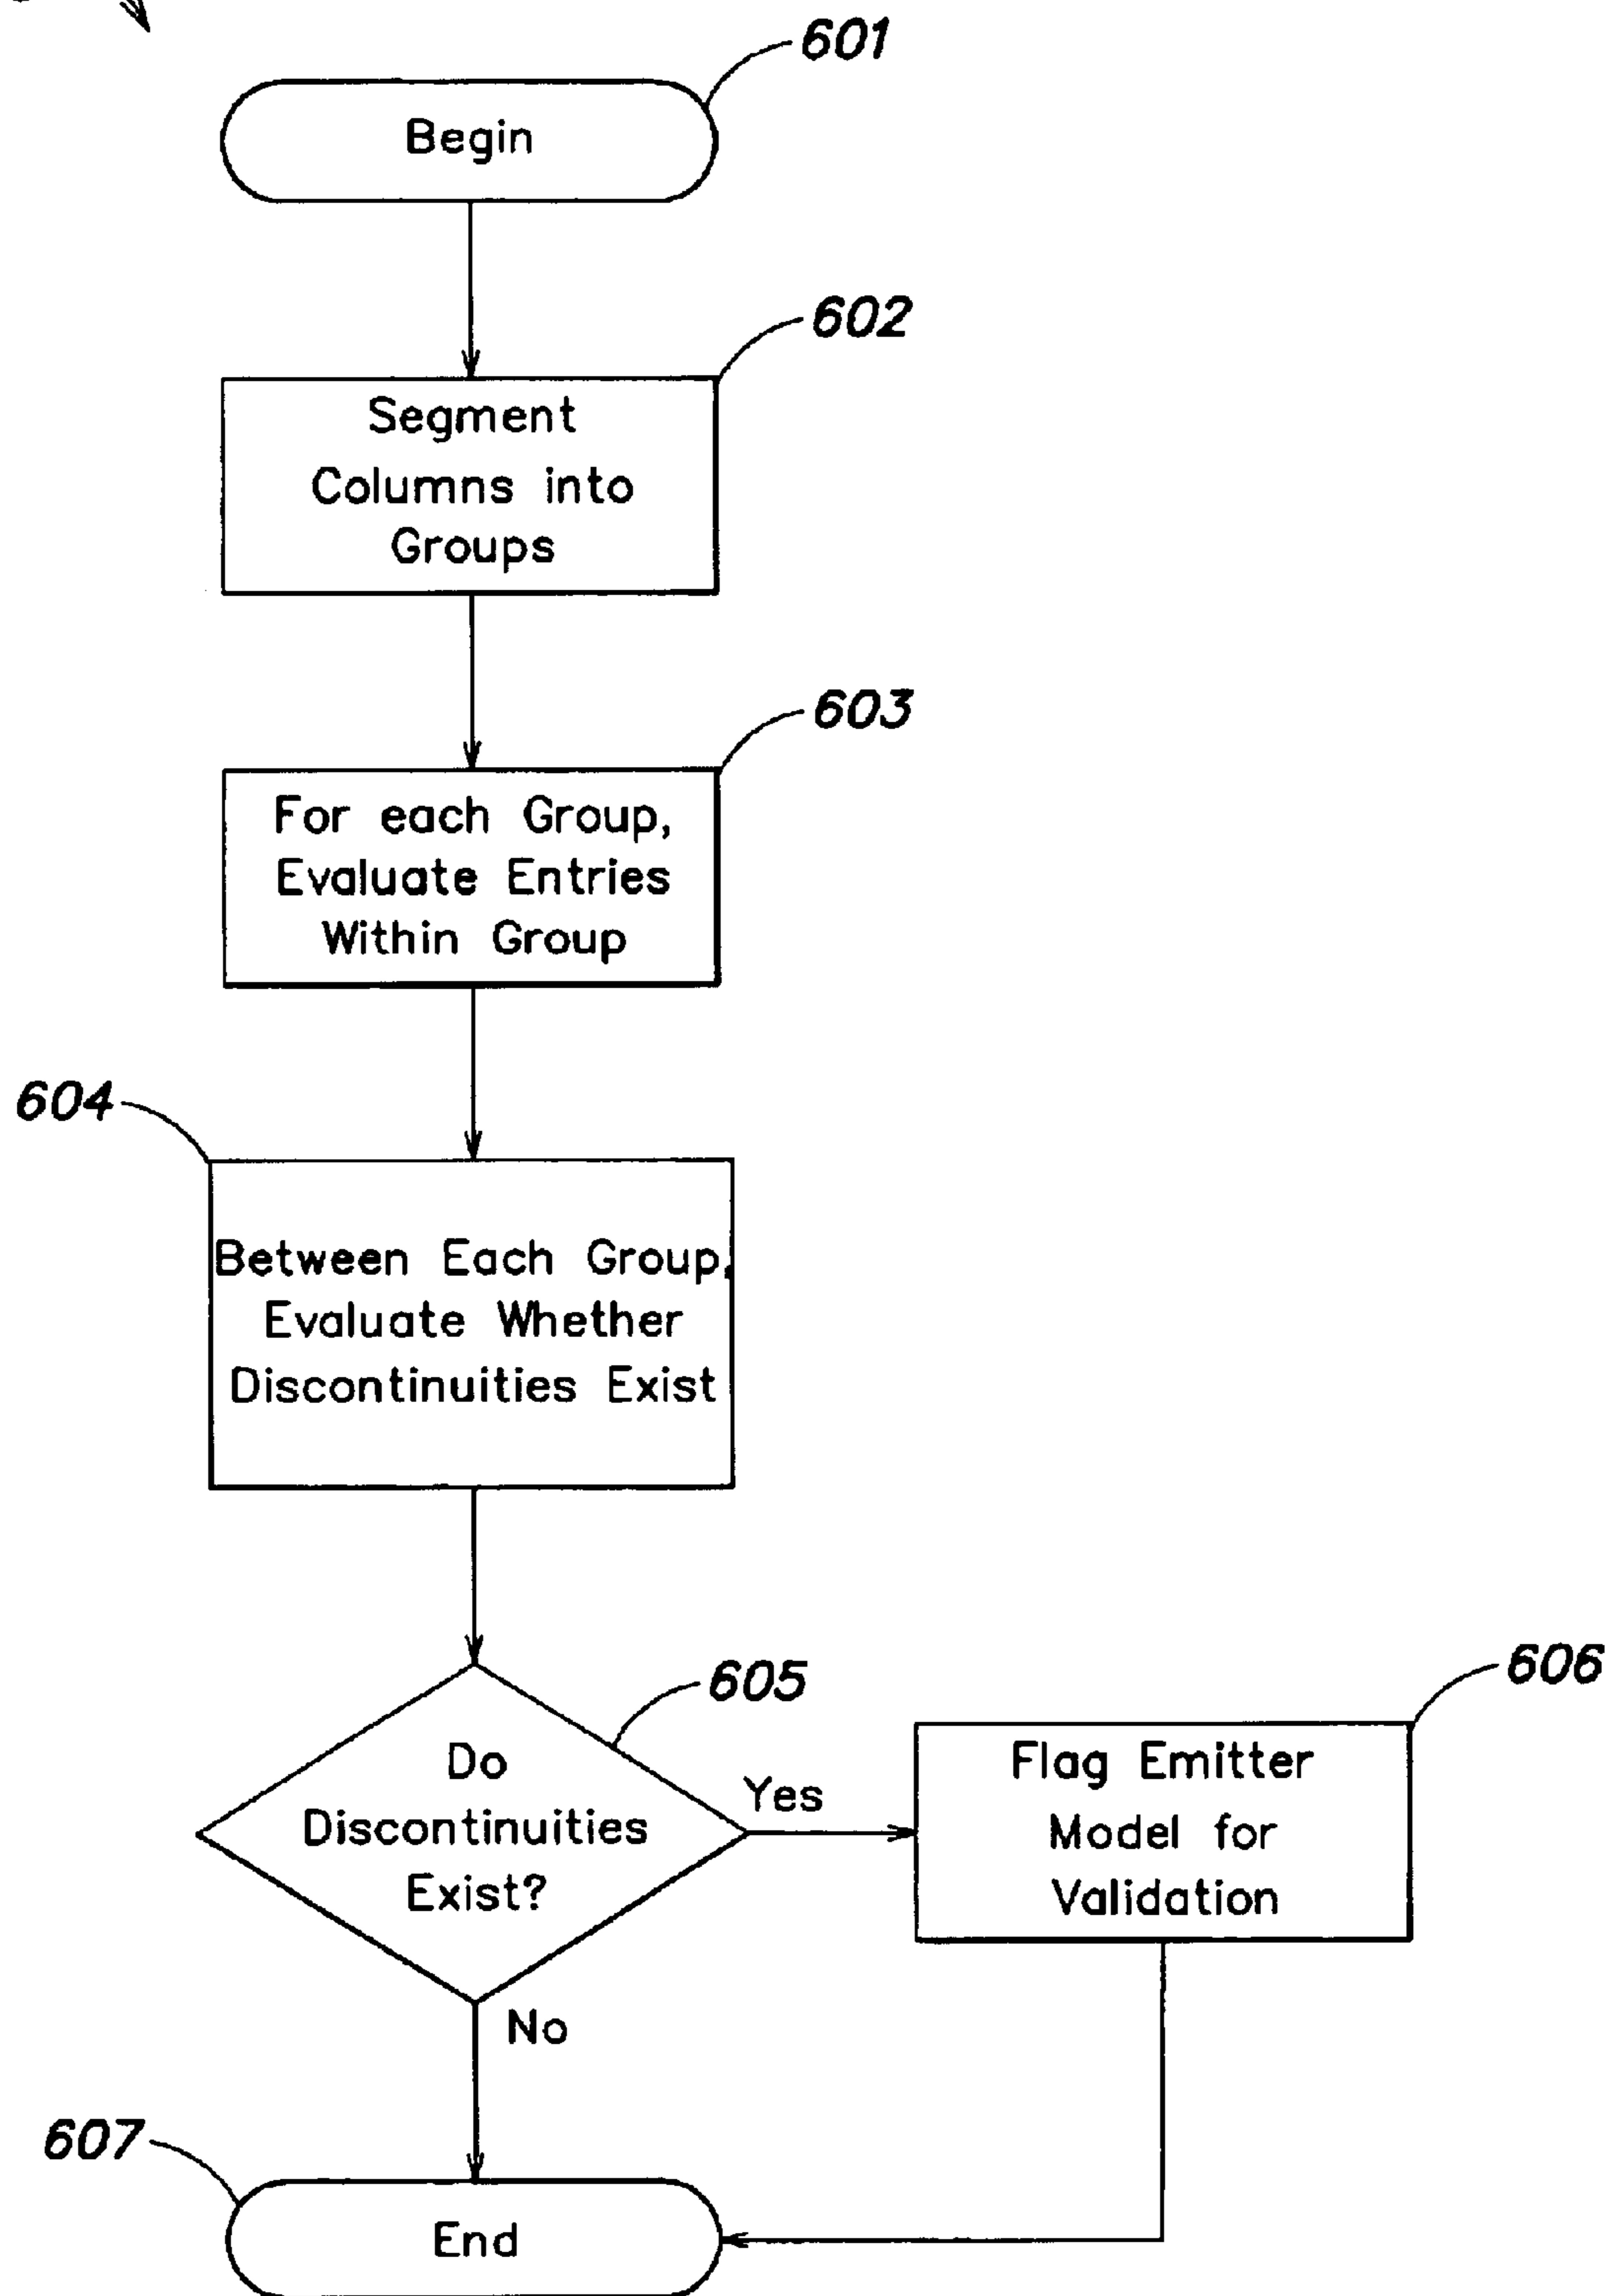 601
Begin
602
Segment
Columns into
Groups
603
For each Group,
Evaluate Entries
Within Group
604
Between Each Group,
Evaluate Whether
Discontinuities Exist
605
Do
Discontinuities
Exist?
Yes
606
Flag Emitter
Model for
Validation
No
607
End